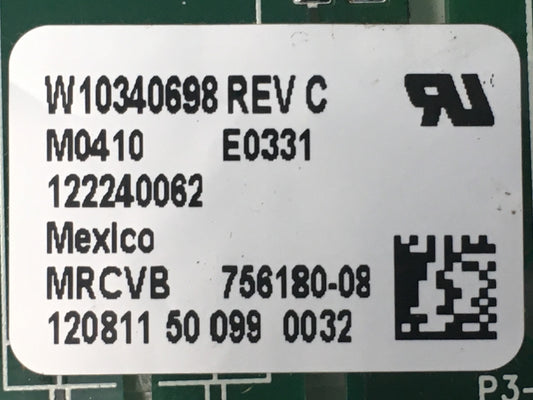 W10340698 REV C
M0410 E0331
122240062
Mexico
MRCVB 756180-08
120811 50 099 0032
P3-